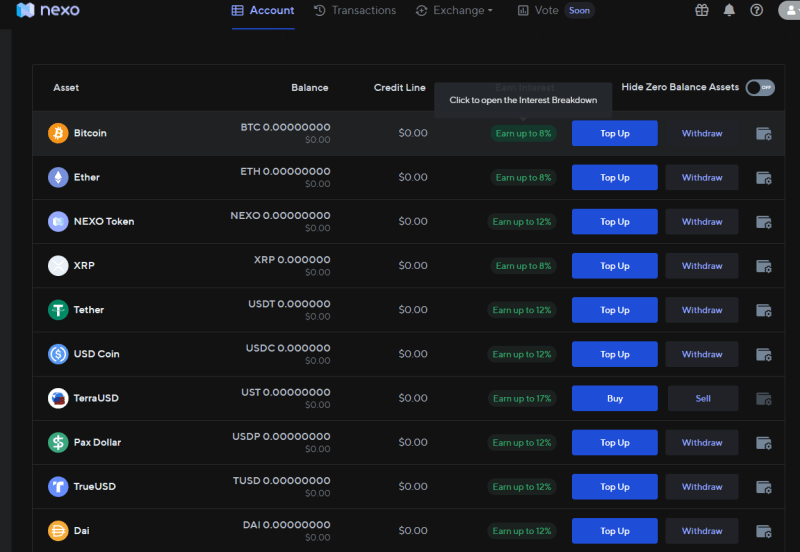 nexo Account Transactions Exchange Vote Soon
Asset Balance Credit Line Earn Interest Hide Zero Balance Assets OFF
Click to open the Interest Breakdown
Bitcoin BTC 0.00000000 $0.00 $0.00 Earn up to 8% Top Up Withdraw
Ether ETH 0.00000000 $0.00 $0.00 Earn up to 8% Top Up Withdraw
NEXO Token NEXO 0.00000000 $0.00 $0.00 Earn up to 12% Top Up Withdraw
XRP XRP 0.0000000 $0.00 $0.00 Earn up to 8% Top Up Withdraw
Tether USDT 0.000000 $0.00 $0.00 Earn up to 12% Top Up Withdraw
USD Coin USDC 0.000000 $0.00 $0.00 Earn up to 12% Top Up Withdraw
TerraUSD UST 0.00000000 $0.00 $0.00 Earn up to 17% Buy Sell
Pax Dollar USDP 0.00000000 $0.00 $0.00 Earn up to 12% Top Up Withdraw
TrueUSD TUSD 0.00000000 $0.00 $0.00 Earn up to 12% Top Up Withdraw
Dai DAI 0.00000000 $0.00 $0.00 Earn up to 12% Top Up Withdraw